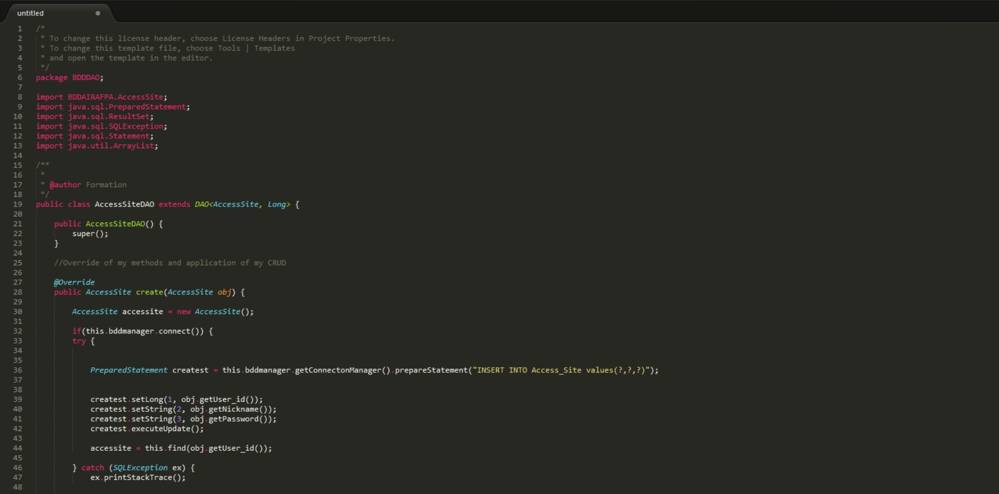 untitled
1 /*
2  * To change this license header, choose License Headers in Project Properties.
3  * To change this template file, choose Tools | Templates
4  * and open the template in the editor.
5  */
6 package BDDDAO;
7
8 import BDDAIRAFPA.AccessSite;
9 import java.sql.PreparedStatement;
10 import java.sql.ResultSet;
11 import java.sql.SQLException;
12 import java.sql.Statement;
13 import java.util.ArrayList;
14
15 /**
16  *
17  * @author Formation
18  */
19 public class AccessSiteDAO extends DAO<AccessSite, Long> {
20
21     public AccessSiteDAO() {
22         super();
23     }
24
25     //Override of my methods and application of my CRUD
26
27     @Override
28     public AccessSite create(AccessSite obj) {
29
30         AccessSite accessite = new AccessSite();
31
32         if(this.bddmanager.connect()) {
33         try {
34
35
36             PreparedStatement createst = this.bddmanager.getConnectonManager().prepareStatement("INSERT INTO Access_Site values(?,?,?)");
37
38
39             createst.setLong(1, obj.getUser_id());
40             createst.setString(2, obj.getNickname());
41             createst.setString(3, obj.getPassword());
42             createst.executeUpdate();
43
44             accessite = this.find(obj.getUser_id());
45
46         } catch (SQLException ex) {
47             ex.printStackTrace();
48